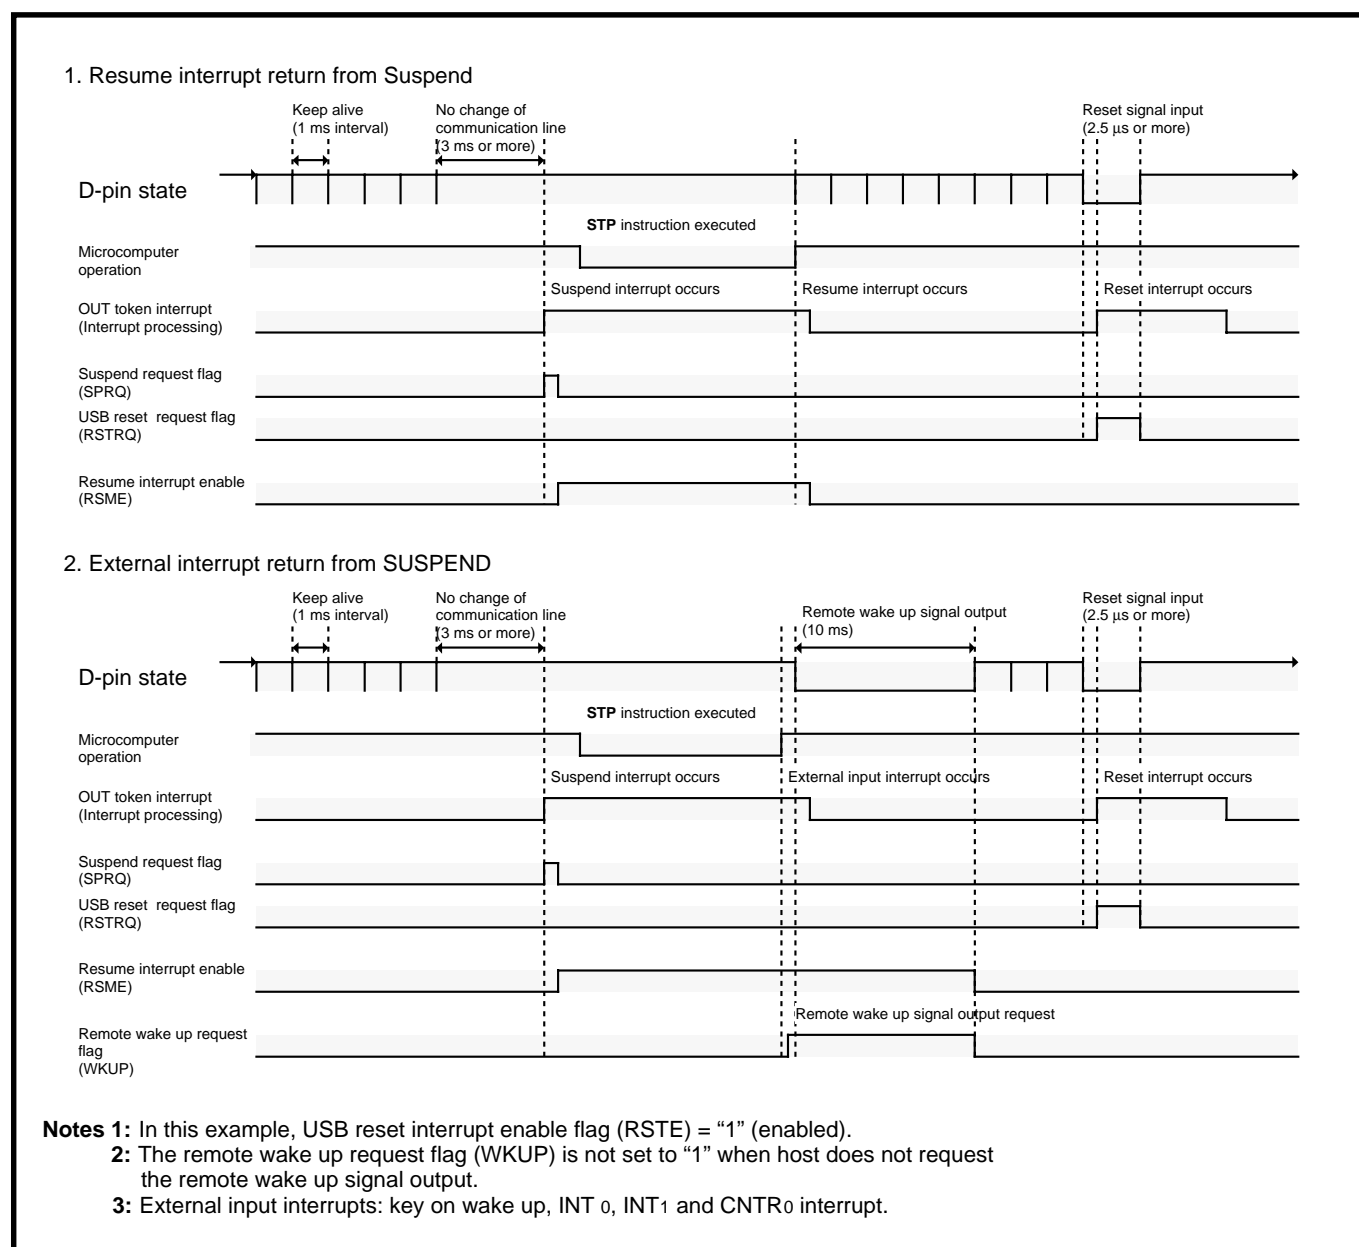 1. Resume interrupt return from Suspend
Keep alive
(1 ms interval)
No change of
communication line
(3 ms or more)
Reset signal input
(2.5 µs or more)
D-pin state
STP instruction executed
Microcomputer
operation
Suspend interrupt occurs
Resume interrupt occurs
Reset interrupt occurs
OUT token interrupt
(Interrupt processing)
Suspend request flag
(SPRQ)
USB reset request flag
(RSTRQ)
Resume interrupt enable
(RSME)
2. External interrupt return from SUSPEND
Keep alive
(1 ms interval)
No change of
communication line
(3 ms or more)
Remote wake up signal output
(10 ms)
Reset signal input
(2.5 µs or more)
D-pin state
STP instruction executed
Microcomputer
operation
Suspend interrupt occurs
External input interrupt occurs
Reset interrupt occurs
OUT token interrupt
(Interrupt processing)
Suspend request flag
(SPRQ)
USB reset request flag
(RSTRQ)
Resume interrupt enable
(RSME)
Remote wake up signal output request
Remote wake up request
flag
(WKUP)
Notes 1: In this example, USB reset interrupt enable flag (RSTE) = “1” (enabled).
2: The remote wake up request flag (WKUP) is not set to “1” when host does not request
the remote wake up signal output.
3: External input interrupts: key on wake up, INT 0, INT1 and CNTR0 interrupt.